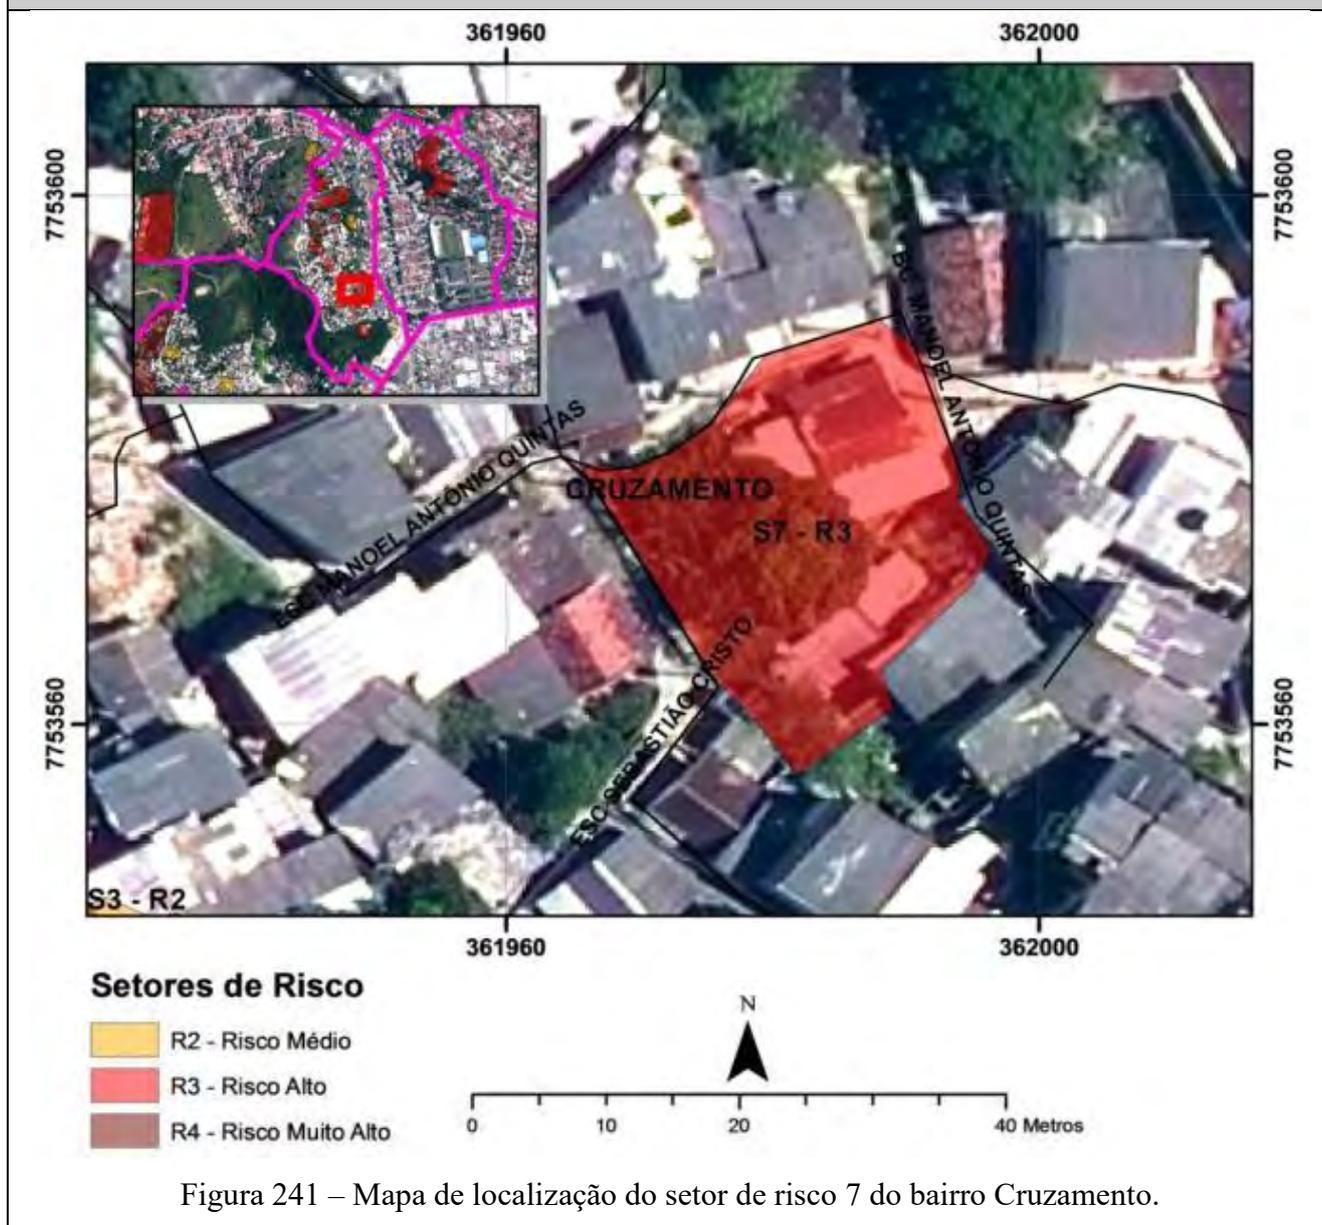 361960 362000
7753600 7753600
BC MANOEL ANTÔNIO QUINTAS
ESC MANOEL ANTÔNIO QUINTAS
CRUZAMENTO
S7 - R3
ESC SEBASTIÃO CRISTO
7753560 7753560
S3 - R2
361960 362000
Setores de Risco
R2 - Risco Médio
R3 - Risco Alto
R4 - Risco Muito Alto
N
0 10 20 40 Metros
Figura 241 – Mapa de localização do setor de risco 7 do bairro Cruzamento.